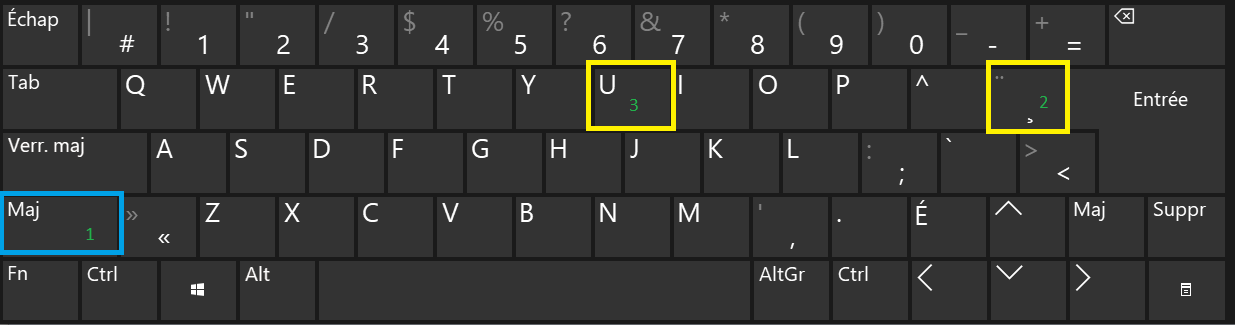 Échap | # ! 1 " 2 / 3 $ 4 % 5 ? 6 & 7 * 8 ( 9 ) 0 _ - + =
Tab Q W E R T Y U 3 I O P ^ ¨ ¸ 2 Entrée
Verr. maj A S D F G H J K L : ; ` > <
Maj 1 » « Z X C V B N M ' , . É Maj Suppr
Fn Ctrl Alt AltGr Ctrl